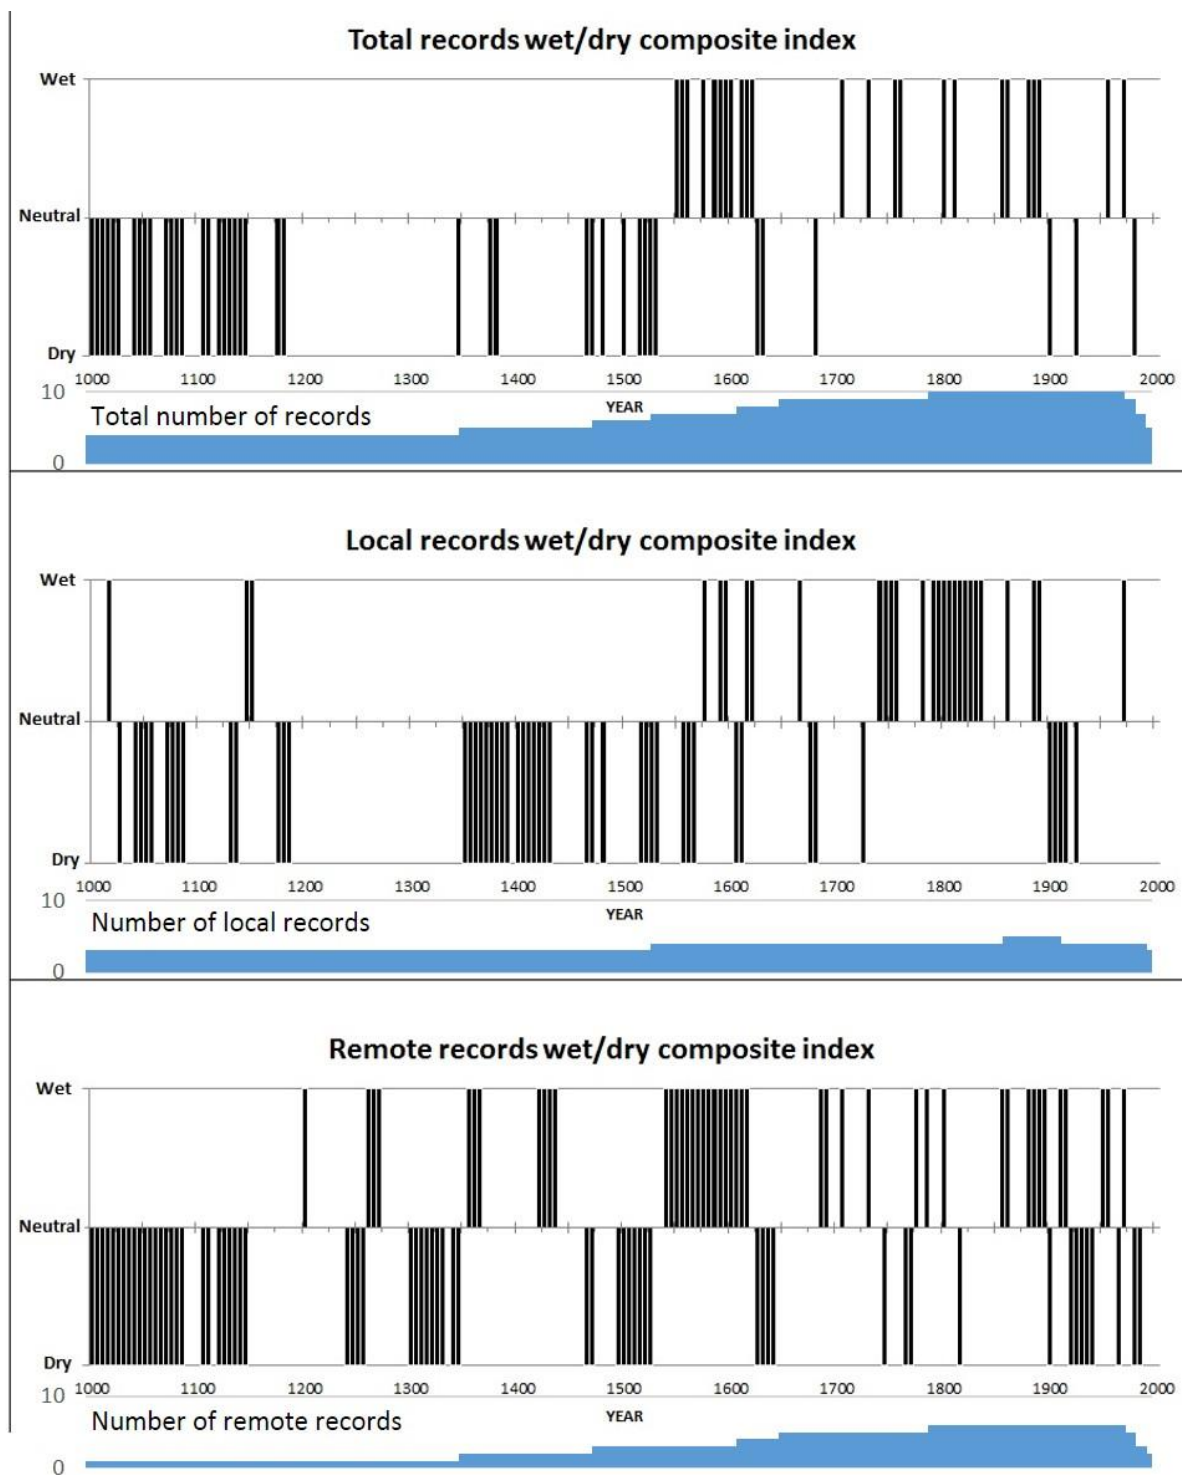 Total records wet/dry composite index
Wet
Neutral
Dry
1000 1100 1200 1300 1400 1500 1600 1700 1800 1900 2000
10
YEAR
Total number of records
0
Local records wet/dry composite index
Wet
Neutral
Dry
1000 1100 1200 1300 1400 1500 1600 1700 1800 1900 2000
10
YEAR
Number of local records
0
Remote records wet/dry composite index
Wet
Neutral
Dry
1000 1100 1200 1300 1400 1500 1600 1700 1800 1900 2000
10
YEAR
Number of remote records
0